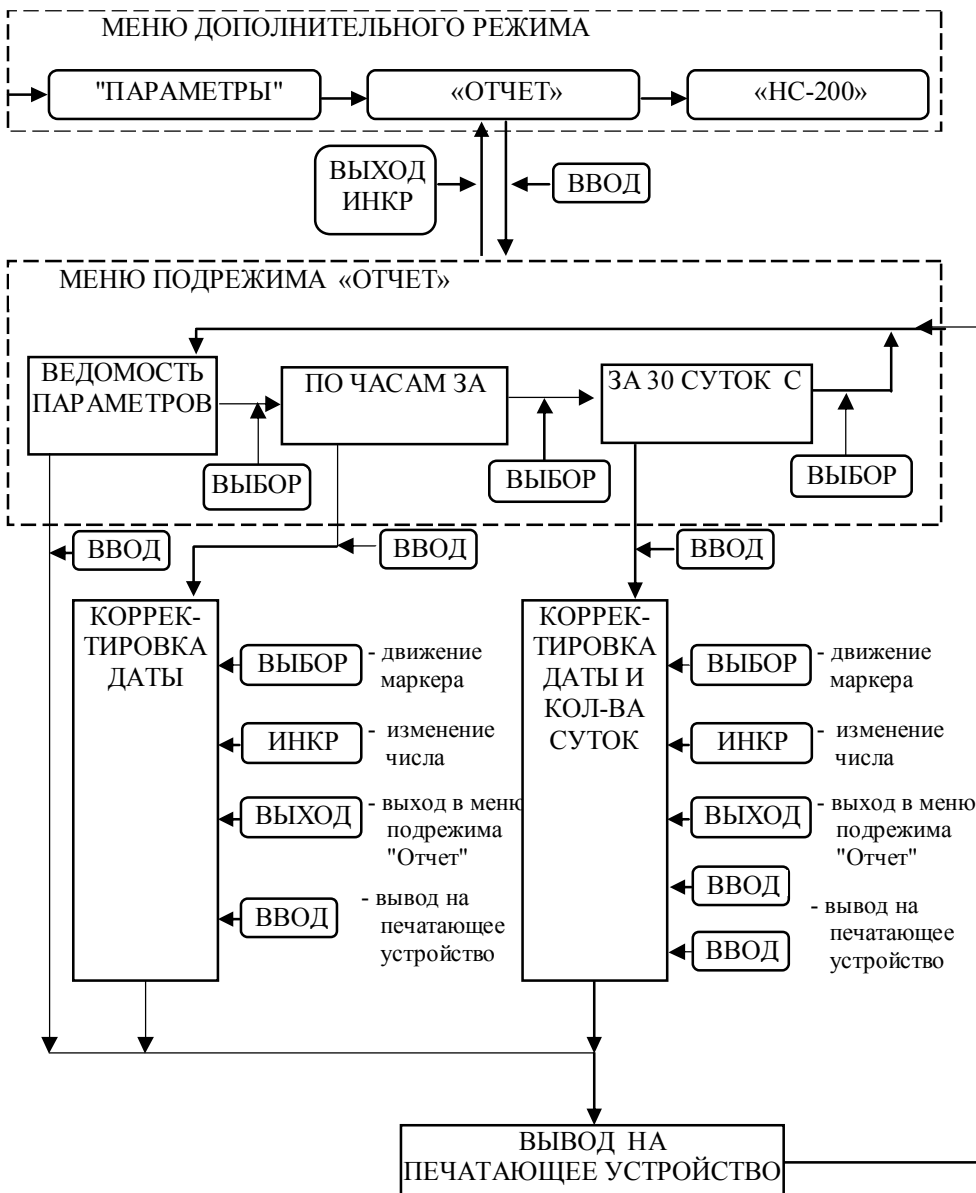 МЕНЮ ДОПОЛНИТЕЛЬНОГО РЕЖИМА
"ПАРАМЕТРЫ"
«ОТЧЕТ»
«НС-200»
ВЫХОД
ИНКР
ВВОД
МЕНЮ ПОДРЕЖИМА «ОТЧЕТ»
ВЕДОМОСТЬ
ПАРАМЕТРОВ
ПО ЧАСАМ ЗА
ЗА 30 СУТОК С
ВЫБОР
ВЫБОР
ВЫБОР
ВВОД
ВВОД
ВВОД
КОРРЕК-
ТИРОВКА
ДАТЫ
ВЫБОР
- движение
маркера
ИНКР
- изменение
числа
ВЫХОД
- выход в меню
подрежима
"Отчет"
ВВОД
- вывод на
печатающее
устройство
КОРРЕК-
ТИРОВКА
ДАТЫ И
КОЛ-ВА
СУТОК
ВЫБОР
- движение
маркера
ИНКР
- изменение
числа
ВЫХОД
- выход в меню
подрежима
"Отчет"
ВВОД
ВВОД
- вывод на
печатающее
устройство
ВЫВОД НА
ПЕЧАТАЮЩЕЕ УСТРОЙСТВО